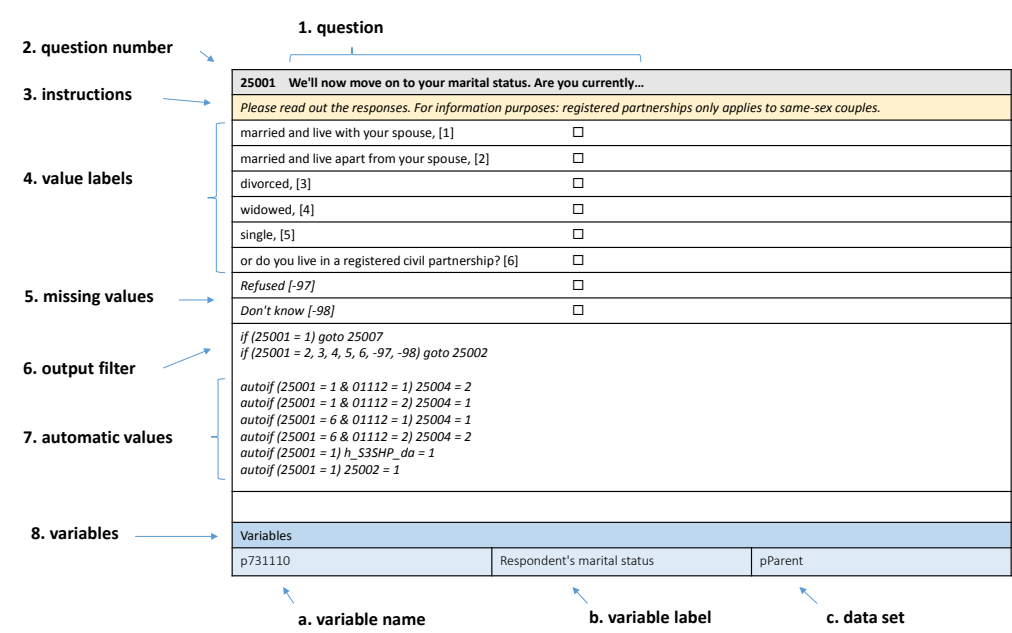 1. question
2. question number
25001 We'll now move on to your marital status. Are you currently…
3. instructions
Please read out the responses. For information purposes: registered partnerships only applies to same-sex couples.
married and live with your spouse, [1] ☐
married and live apart from your spouse, [2] ☐
4. value labels
divorced, [3] ☐
widowed, [4] ☐
single, [5] ☐
or do you live in a registered civil partnership? [6] ☐
5. missing values
Refused [-97] ☐
Don't know [-98] ☐
6. output filter
if (25001 = 1) goto 25007
if (25001 = 2, 3, 4, 5, 6, -97, -98) goto 25002
7. automatic values
autoif (25001 = 1 & 01112 = 1) 25004 = 2
autoif (25001 = 1 & 01112 = 2) 25004 = 1
autoif (25001 = 6 & 01112 = 1) 25004 = 1
autoif (25001 = 6 & 01112 = 2) 25004 = 2
autoif (25001 = 1) h_S3SHP_da = 1
autoif (25001 = 1) 25002 = 1
8. variables
Variables
p731110 Respondent's marital status pParent
a. variable name b. variable label c. data set